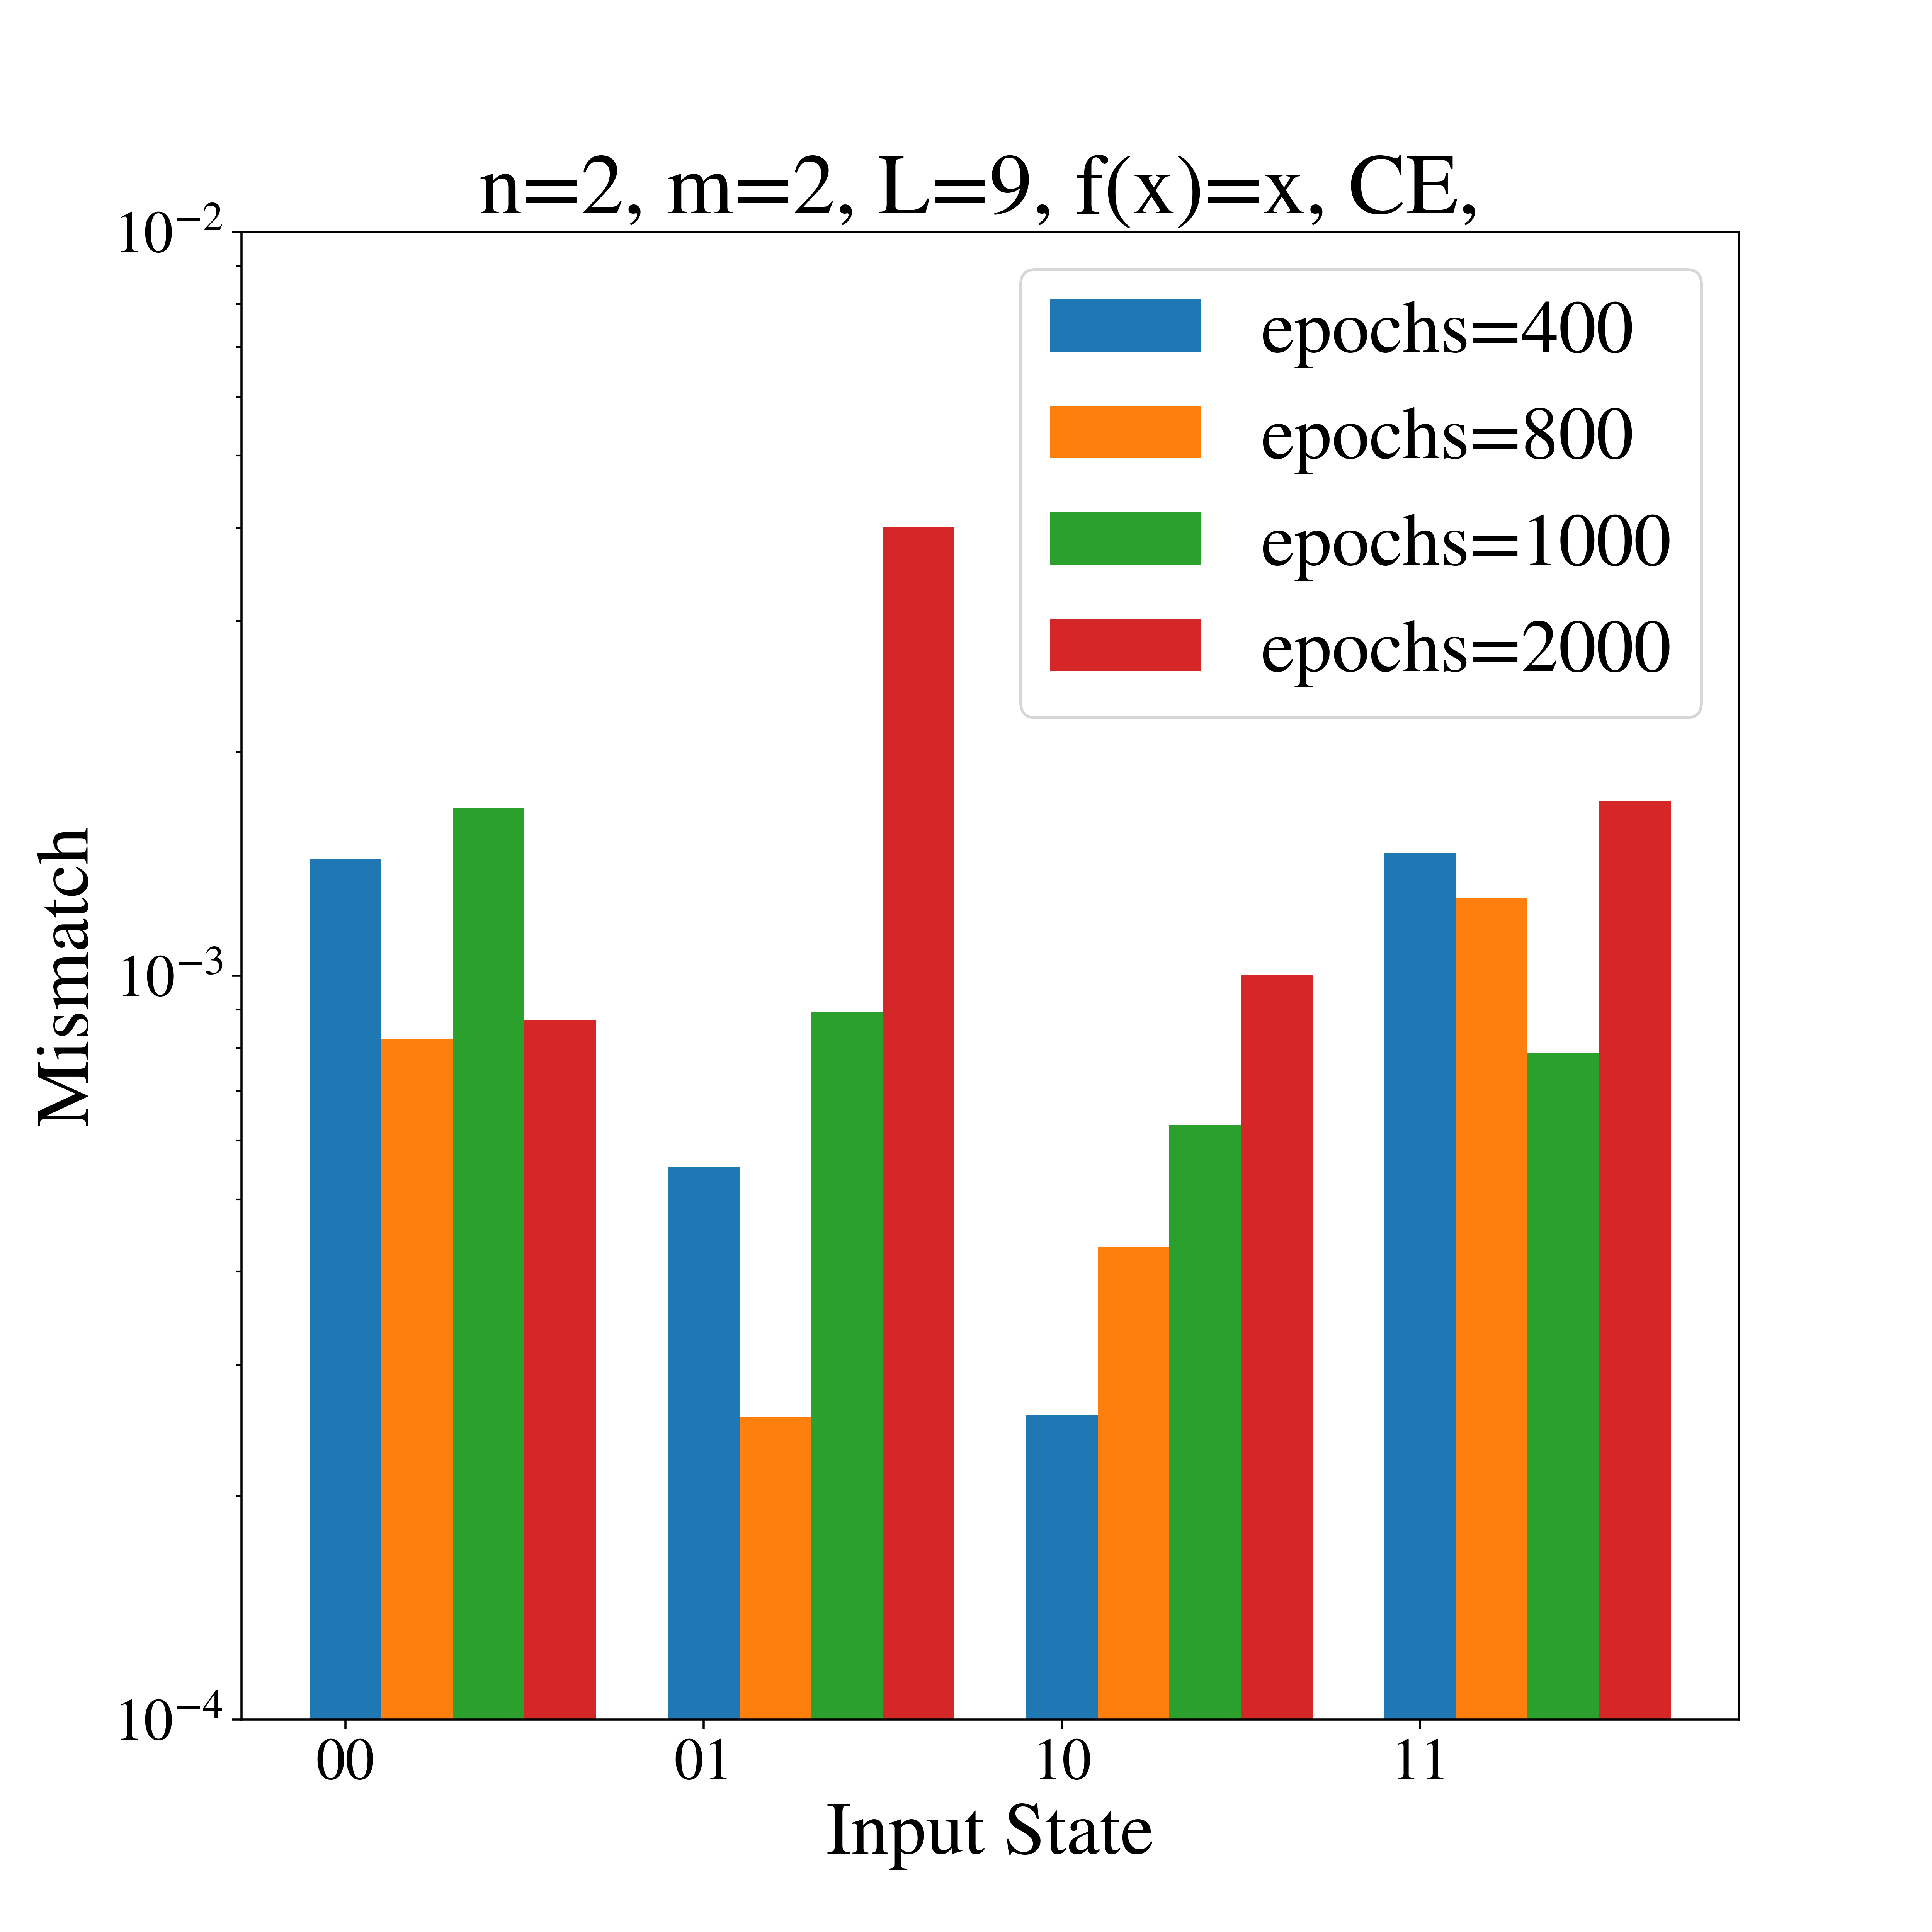 n=2, m=2, L=9, f(x)=x, CE,
10⁻²
10⁻³
10⁻⁴
Mismatch
epochs=400
epochs=800
epochs=1000
epochs=2000
00 01 10 11
Input State